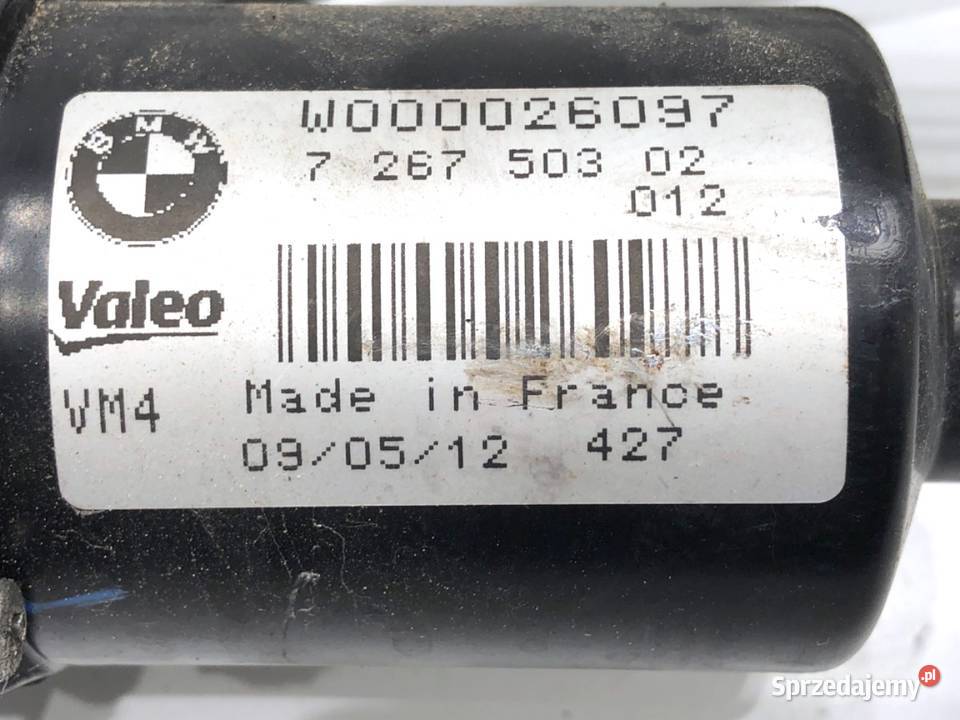 W000026097
BMW
7 267 503 02
012
Valeo
VM4
Made in France
09/05/12 427
Sprzedajemy.pl